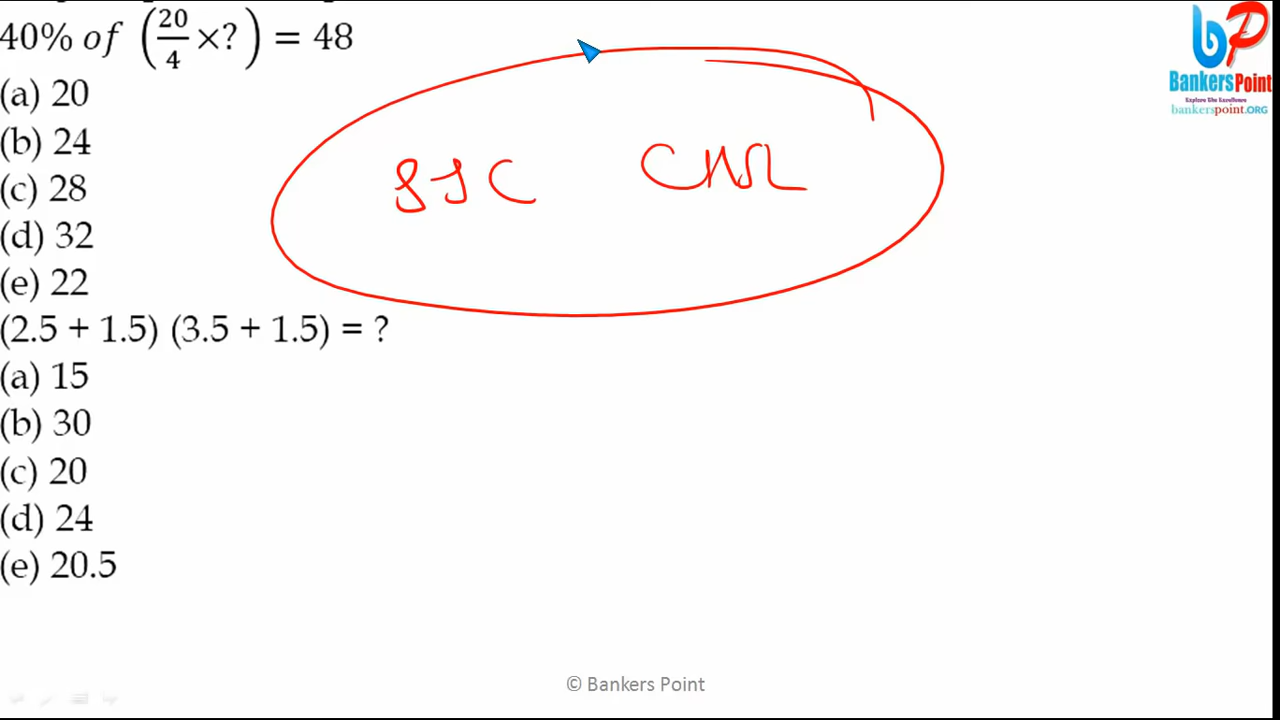 40% of (20/4 ×?) = 48
(a) 20
(b) 24
(c) 28
(d) 32
(e) 22
(2.5 + 1.5) (3.5 + 1.5) = ?
(a) 15
(b) 30
(c) 20
(d) 24
(e) 20.5
SSC CHSL
bP
BankersPoint
Explore The Excellence
bankerspoint.ORG
© Bankers Point